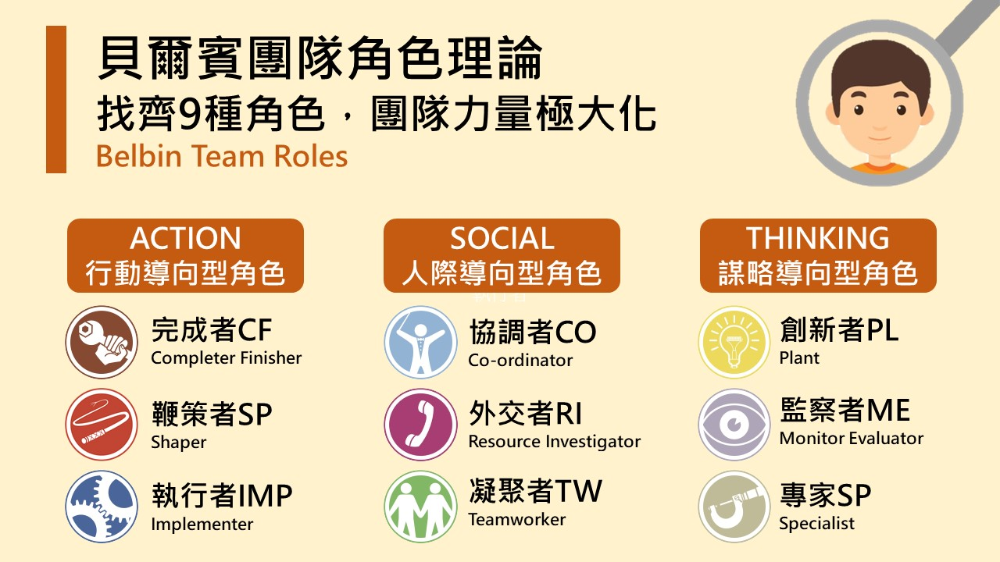 貝爾賓團隊角色理論
找齊9種角色，團隊力量極大化
Belbin Team Roles
ACTION
行動導向型角色
完成者CF
Completer Finisher
鞭策者SP
Shaper
執行者IMP
Implementer
SOCIAL
人際導向型角色
執行者
協調者CO
Co-ordinator
外交者RI
Resource Investigator
凝聚者TW
Teamworker
THINKING
謀略導向型角色
創新者PL
Plant
監察者ME
Monitor Evaluator
專家SP
Specialist